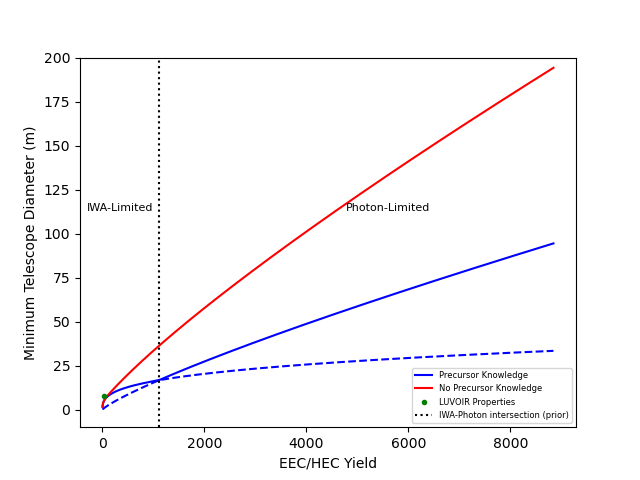 200
175
150
125
100
75
50
25
0
Minimum Telescope Diameter (m)
IWA-Limited
Photon-Limited
Precursor Knowledge
No Precursor Knowledge
LUVOIR Properties
IWA-Photon intersection (prior)
0 2000 4000 6000 8000
EEC/HEC Yield